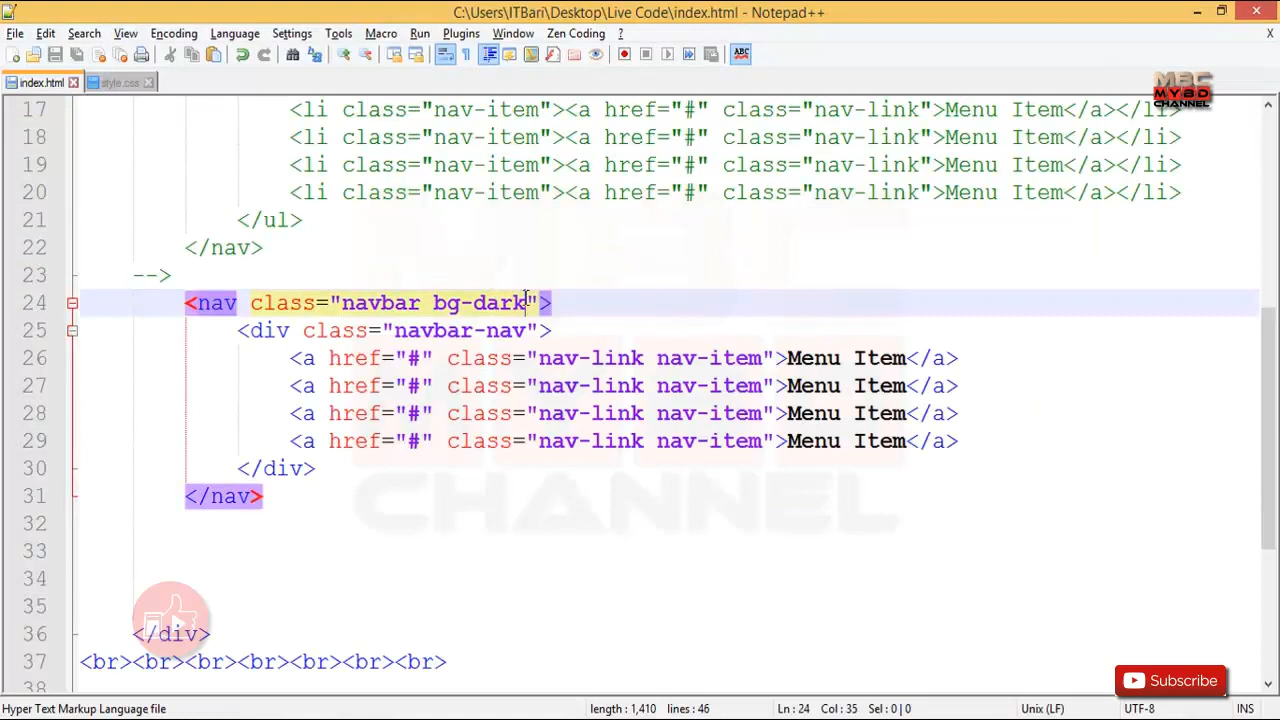 C:\Users\ITBari\Desktop\Live Code\index.html - Notepad++
File Edit Search View Encoding Language Settings Tools Macro Run Plugins Window Zen Coding ? X
index.html style.css
MBC
MY BD
CHANNEL
17 <li class="nav-item"><a href="#" class="nav-link">Menu Item</a></li>
18 <li class="nav-item"><a href="#" class="nav-link">Menu Item</a></li>
19 <li class="nav-item"><a href="#" class="nav-link">Menu Item</a></li>
20 <li class="nav-item"><a href="#" class="nav-link">Menu Item</a></li>
21 </ul>
22 </nav>
23 -->
24 <nav class="navbar bg-dark">
25 <div class="navbar-nav">
26 <a href="#" class="nav-link nav-item">Menu Item</a>
27 <a href="#" class="nav-link nav-item">Menu Item</a>
28 <a href="#" class="nav-link nav-item">Menu Item</a>
29 <a href="#" class="nav-link nav-item">Menu Item</a>
30 </div>
31 </nav>
CHANNEL
32
33
34
35
36 </div>
37 <br><br><br><br><br><br><br>
38
Subscribe
Hyper Text Markup Language file length : 1,410 lines : 46 Ln : 24 Col : 35 Sel : 0 | 0 Unix (LF) UTF-8 INS